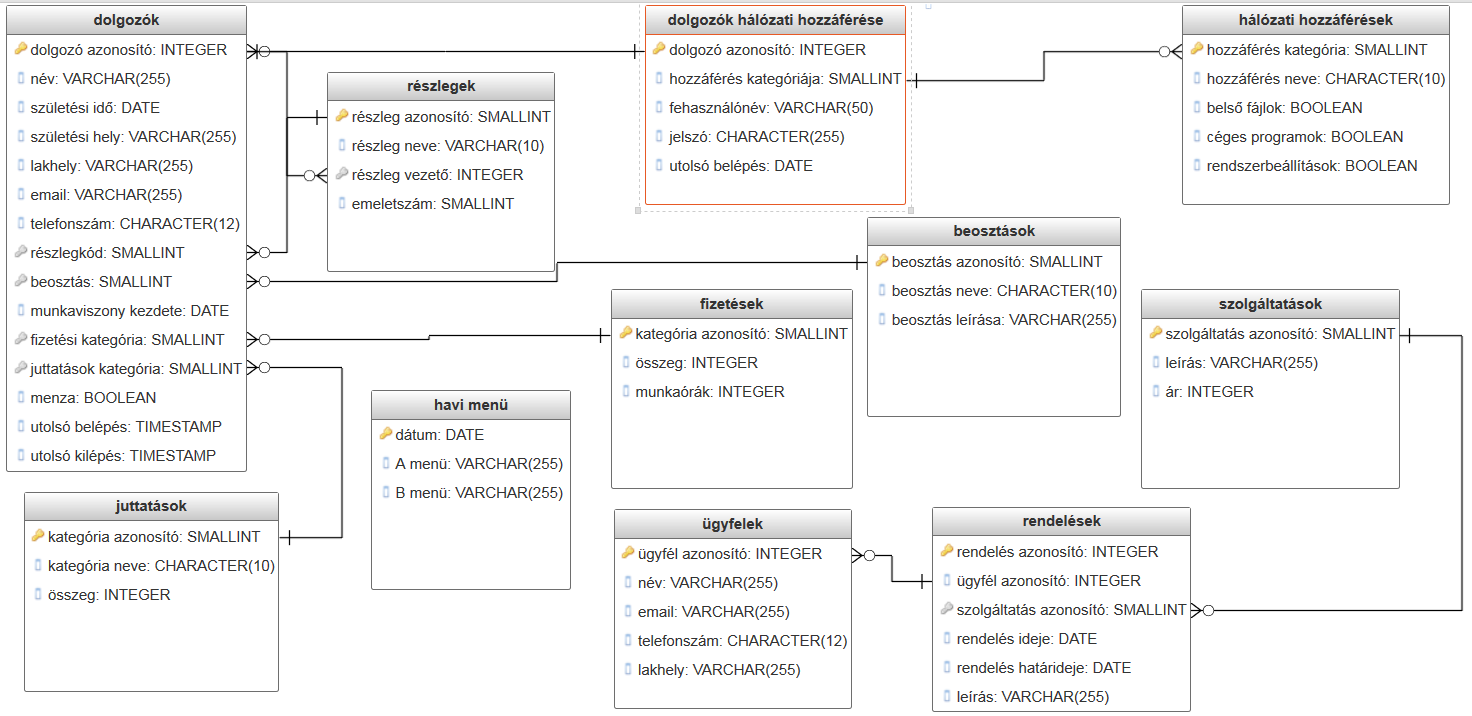 dolgozók
dolgozó azonosító: INTEGER
név: VARCHAR(255)
születési idő: DATE
születési hely: VARCHAR(255)
lakhely: VARCHAR(255)
email: VARCHAR(255)
telefonszám: CHARACTER(12)
részlegkód: SMALLINT
beosztás: SMALLINT
munkaviszony kezdete: DATE
fizetési kategória: SMALLINT
juttatások kategória: SMALLINT
menza: BOOLEAN
utolsó belépés: TIMESTAMP
utolsó kilépés: TIMESTAMP
részlegek
részleg azonosító: SMALLINT
részleg neve: VARCHAR(10)
részleg vezető: INTEGER
emeletszám: SMALLINT
dolgozók hálózati hozzáférése
dolgozó azonosító: INTEGER
hozzáférés kategóriája: SMALLINT
fehasználónév: VARCHAR(50)
jelszó: CHARACTER(255)
utolsó belépés: DATE
hálózati hozzáférések
hozzáférés kategória: SMALLINT
hozzáférés neve: CHARACTER(10)
belső fájlok: BOOLEAN
céges programok: BOOLEAN
rendszerbeállítások: BOOLEAN
beosztások
beosztás azonosító: SMALLINT
beosztás neve: CHARACTER(10)
beosztás leírása: VARCHAR(255)
fizetések
kategória azonosító: SMALLINT
összeg: INTEGER
munkaórák: INTEGER
szolgáltatások
szolgáltatás azonosító: SMALLINT
leírás: VARCHAR(255)
ár: INTEGER
havi menü
dátum: DATE
A menü: VARCHAR(255)
B menü: VARCHAR(255)
juttatások
kategória azonosító: SMALLINT
kategória neve: CHARACTER(10)
összeg: INTEGER
ügyfelek
ügyfél azonosító: INTEGER
név: VARCHAR(255)
email: VARCHAR(255)
telefonszám: CHARACTER(12)
lakhely: VARCHAR(255)
rendelések
rendelés azonosító: INTEGER
ügyfél azonosító: INTEGER
szolgáltatás azonosító: SMALLINT
rendelés ideje: DATE
rendelés határideje: DATE
leírás: VARCHAR(255)